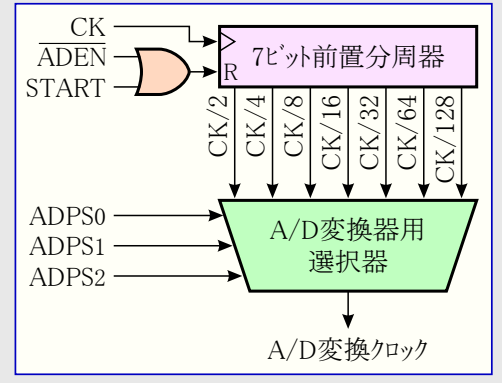 CK
ADEN
START
R
7ビット前置分周器
CK/2
CK/4
CK/8
CK/16
CK/32
CK/64
CK/128
ADPS0
ADPS1
ADPS2
A/D変換器用
選択器
A/D変換クロック